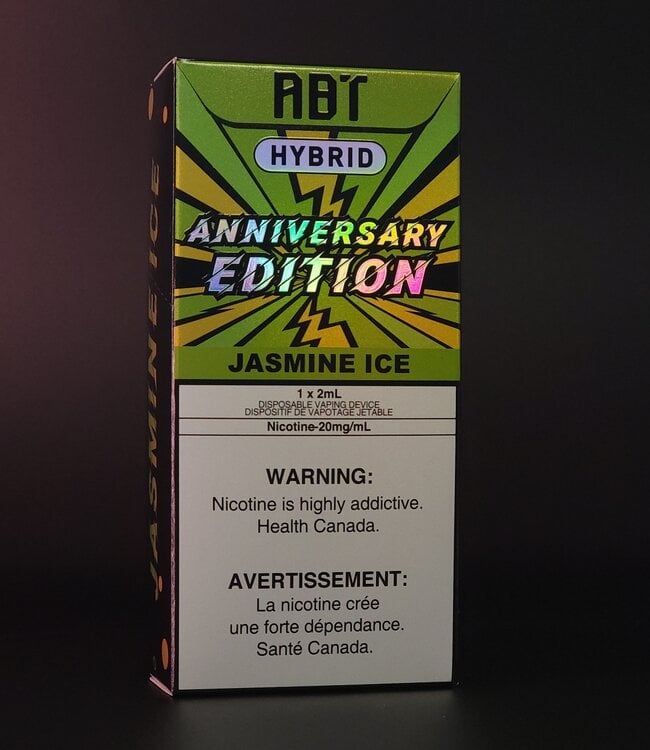 ABT
HYBRID
ANNIVERSARY
EDITION
JASMINE ICE
1 x 2mL
DISPOSABLE VAPING DEVICE
DISPOSITIF DE VAPOTAGE JETABLE
Nicotine-20mg/mL
WARNING:
Nicotine is highly addictive.
Health Canada.
AVERTISSEMENT:
La nicotine crée
une forte dépendance.
Santé Canada.
JASMINE ICE